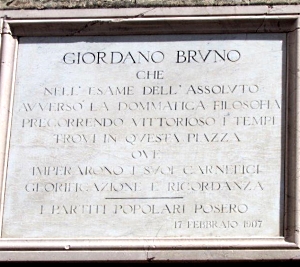 GIORDANO BRVNO
CHE
NELL'ESAME DELL'ASSOLVTO
AVVERSO LA DOMMATICA FILOSOFIA
PRECORRENDO VITTORIOSO I TEMPI
TROVI IN QVESTA PIAZZA
OVE
IMPERARONO I SVOI CARNEFICI
GLORIFICAZIONE E RICORDANZA
I PARTITI POPOLARI POSERO
17 FEBBRAIO 1907